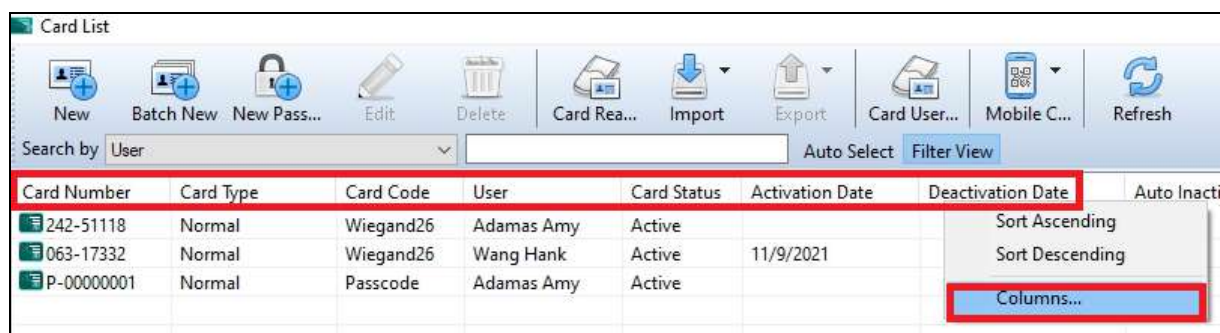 Card List
New Batch New New Pass... Edit Delete Card Rea... Import Export Card User... Mobile C... Refresh
Search by User Auto Select Filter View
Card Number Card Type Card Code User Card Status Activation Date Deactivation Date Auto Inacti
242-51118 Normal Wiegand26 Adamas Amy Active
Sort Ascending
063-17332 Normal Wiegand26 Wang Hank Active 11/9/2021
Sort Descending
P-00000001 Normal Passcode Adamas Amy Active
Columns...